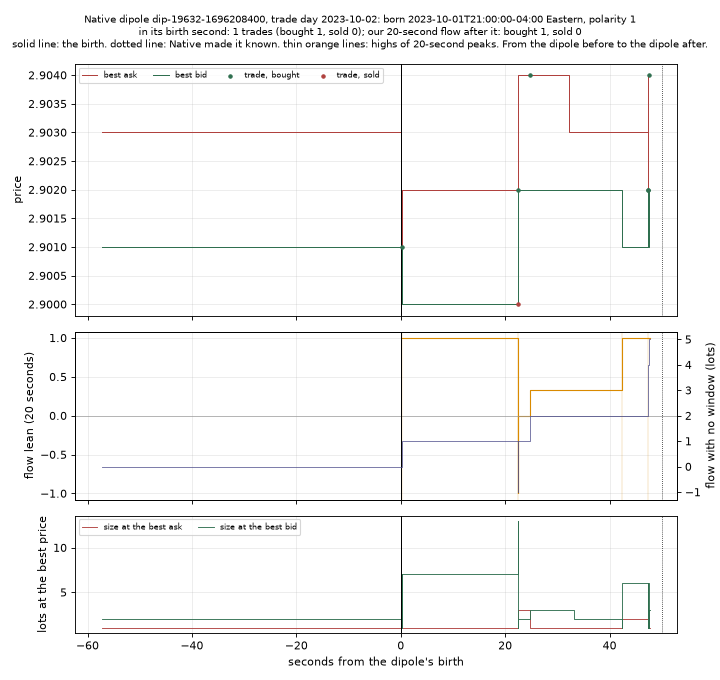 Native dipole dip-19632-1696208400, trade day 2023-10-02: born 2023-10-01T21:00:00-04:00 Eastern, polarity 1
in its birth second: 1 trades (bought 1, sold 0); our 20-second flow after it: bought 1, sold 0
solid line: the birth. dotted line: Native made it known. thin orange lines: highs of 20-second peaks. From the dipole before to the dipole after.
best ask
best bid
trade, bought
trade, sold
2.9040
2.9035
2.9030
2.9025
2.9020
2.9015
2.9010
2.9005
2.9000
price
1.0
0.5
0.0
−0.5
−1.0
flow lean (20 seconds)
5
4
3
2
1
0
−1
flow with no window (lots)
size at the best ask
size at the best bid
10
5
lots at the best price
−60
−40
−20
0
20
40
seconds from the dipole's birth